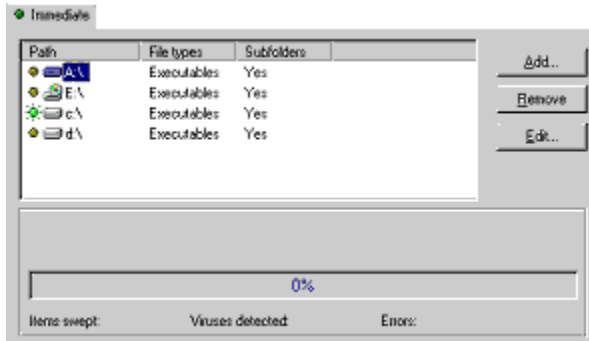 Immediate
Path File types Subfolders
A:\ Executables Yes
E:\ Executables Yes
c:\ Executables Yes
d:\ Executables Yes
Add...
Remove
Edit...
0%
Items swept: Viruses detected: Errors: